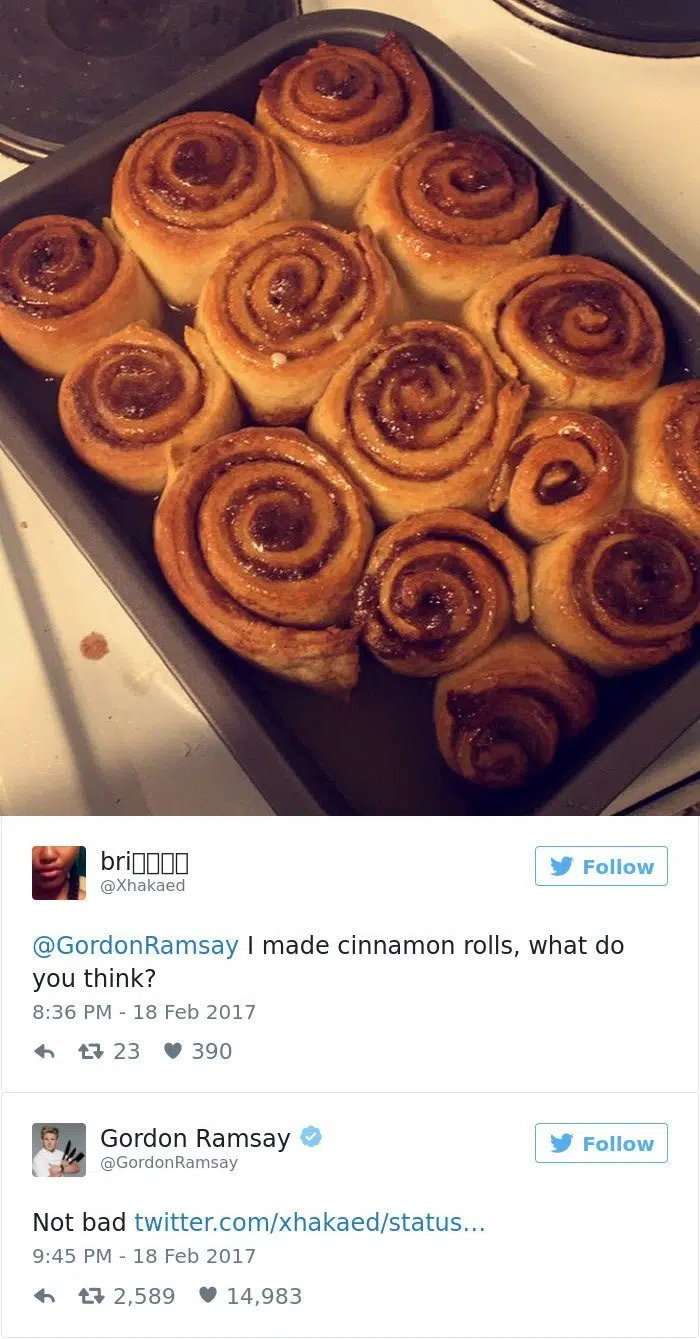 bri
@Xhakaed
Follow
@GordonRamsay I made cinnamon rolls, what do
you think?
8:36 PM - 18 Feb 2017
23 390
Gordon Ramsay
@GordonRamsay
Follow
Not bad twitter.com/xhakaed/status...
9:45 PM - 18 Feb 2017
2,589 14,983